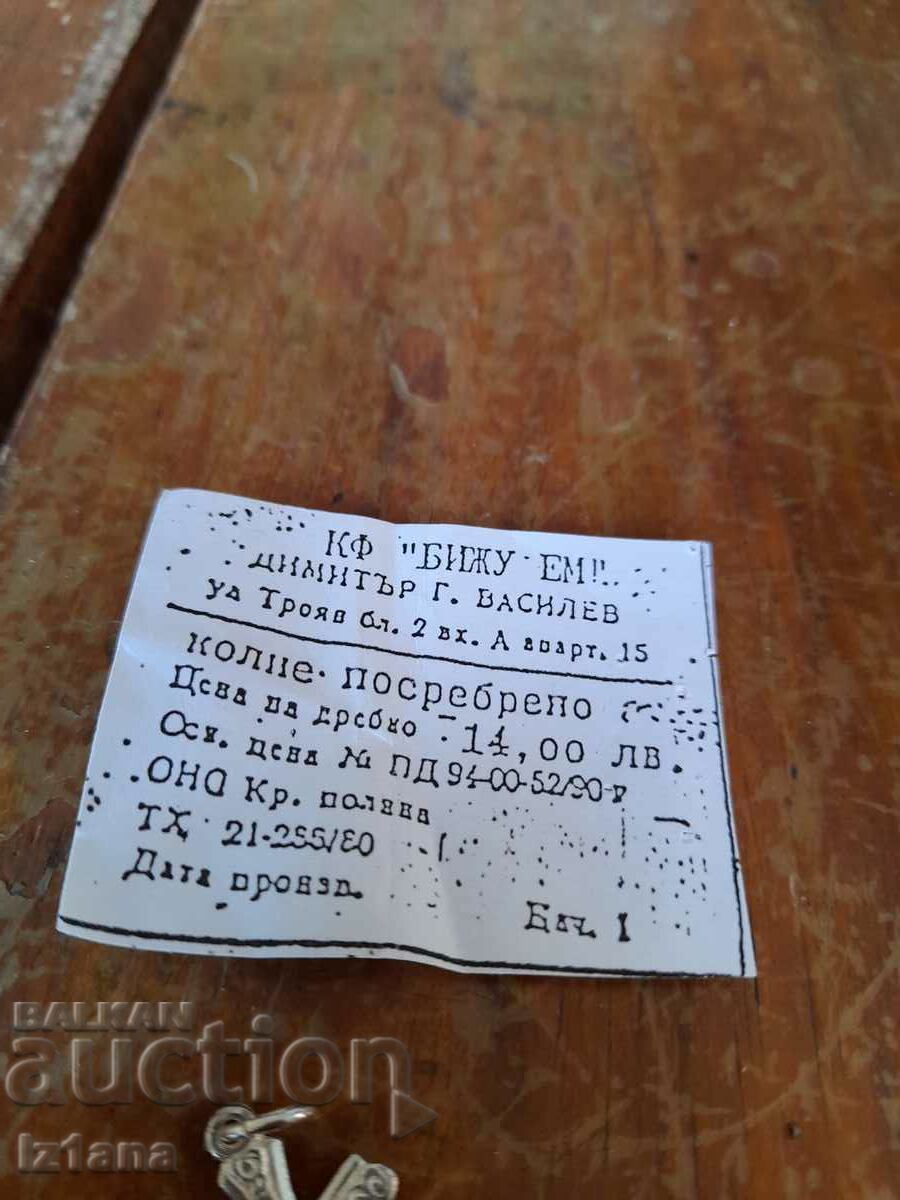 КФ "БИЖУ ЕМ"
ДИМИТЪР Г. ВАСИЛЕВ
ул Трояв бл. 2 вх. А апарт. 15
колие посребрено
Цена на дребно - 14,00 лв.
Осн. цена № ПД 94-00-52/90 г
ОНС Кр. поляна
ТХ 21-255/80
Дата произв.
Бач. 1
BALKAN
auction
iz1ana